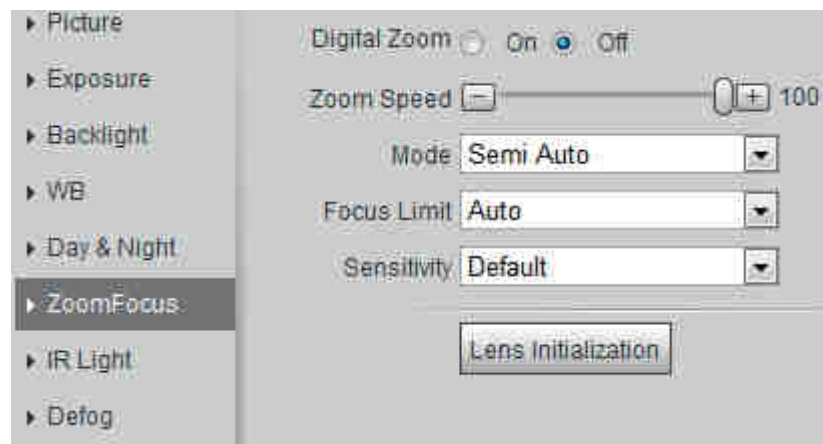 Picture
Exposure
Backlight
WB
Day & Night
ZoomFocus
IR Light
Defog
Digital Zoom On Off
Zoom Speed - + 100
Mode Semi Auto
Focus Limit Auto
Sensitivity Default
Lens Initialization